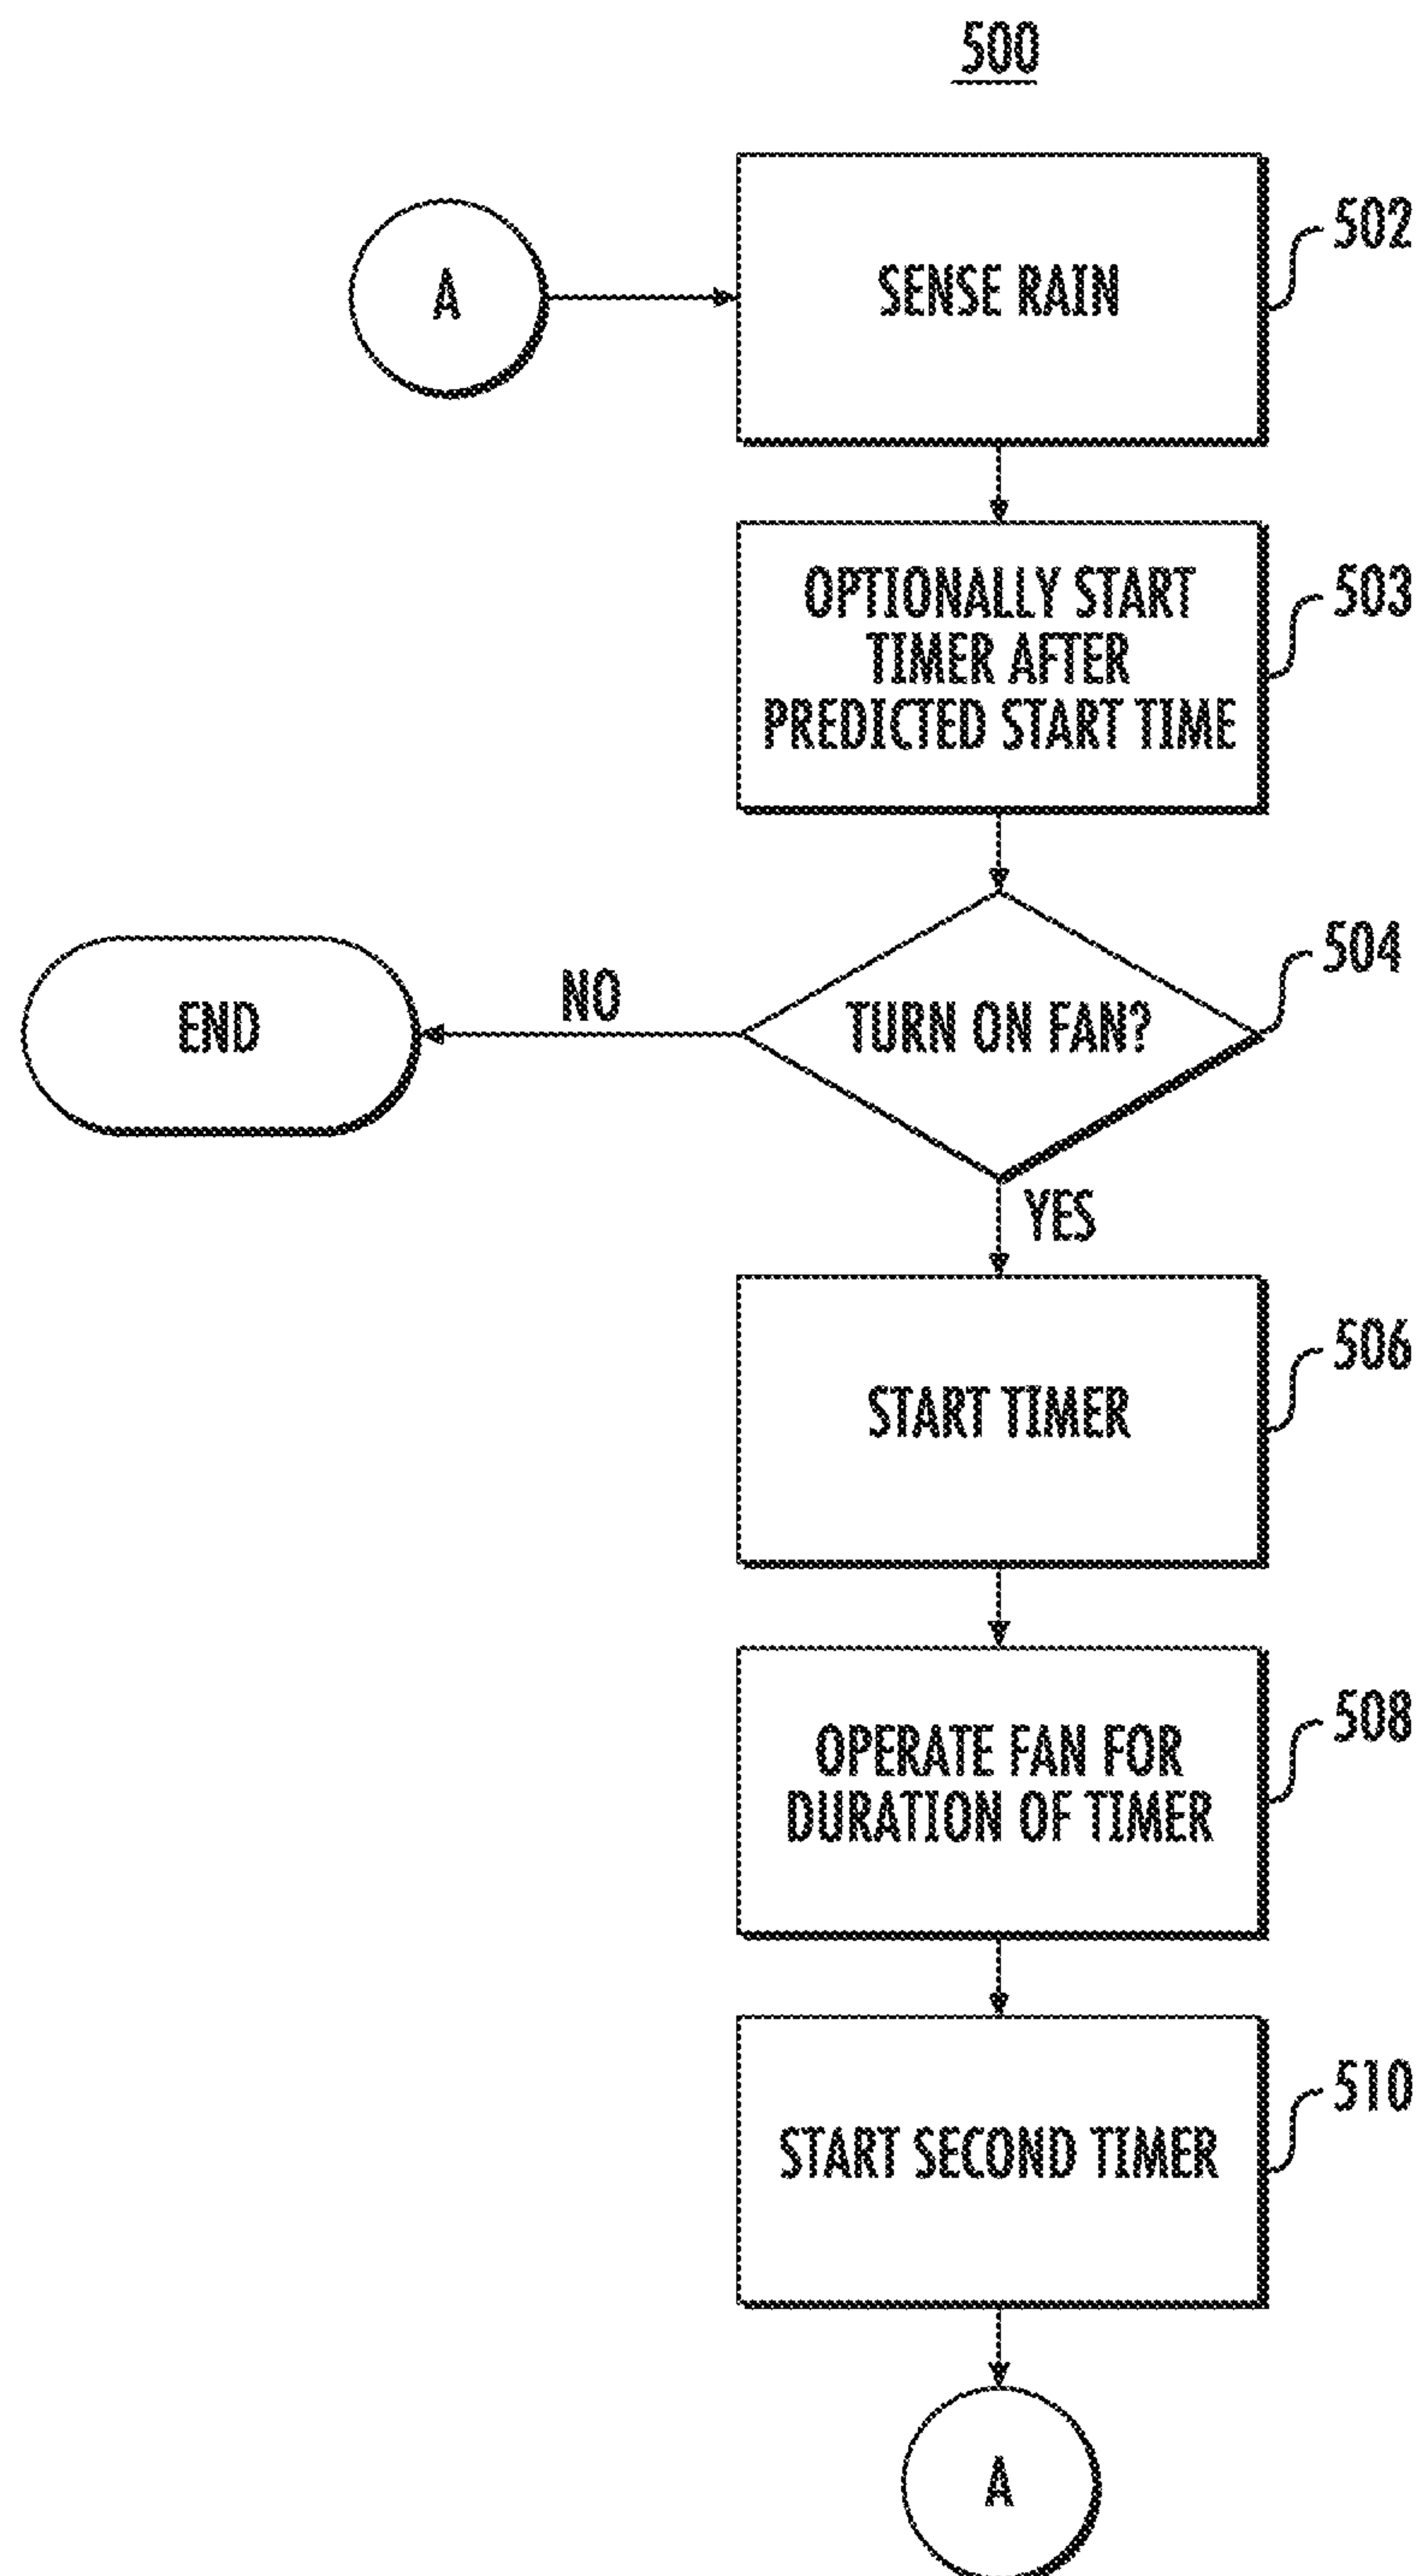 500
A
SENSE RAIN
502
OPTIONALLY START
TIMER AFTER
PREDICTED START TIME
503
TURN ON FAN?
504
NO
END
YES
START TIMER
506
OPERATE FAN FOR
DURATION OF TIMER
508
START SECOND TIMER
510
A